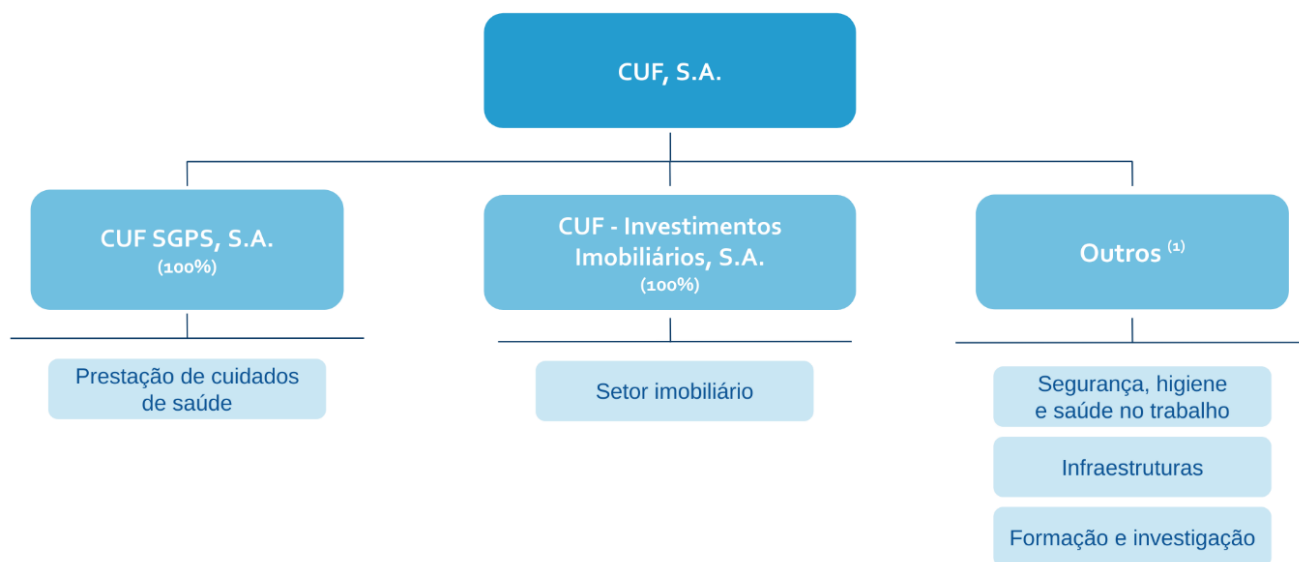 CUF, S.A.
CUF SGPS, S.A.
(100%)
CUF - Investimentos
Imobiliários, S.A.
(100%)
Outros (1)
Prestação de cuidados
de saúde
Setor imobiliário
Segurança, higiene
e saúde no trabalho
Infraestruturas
Formação e investigação